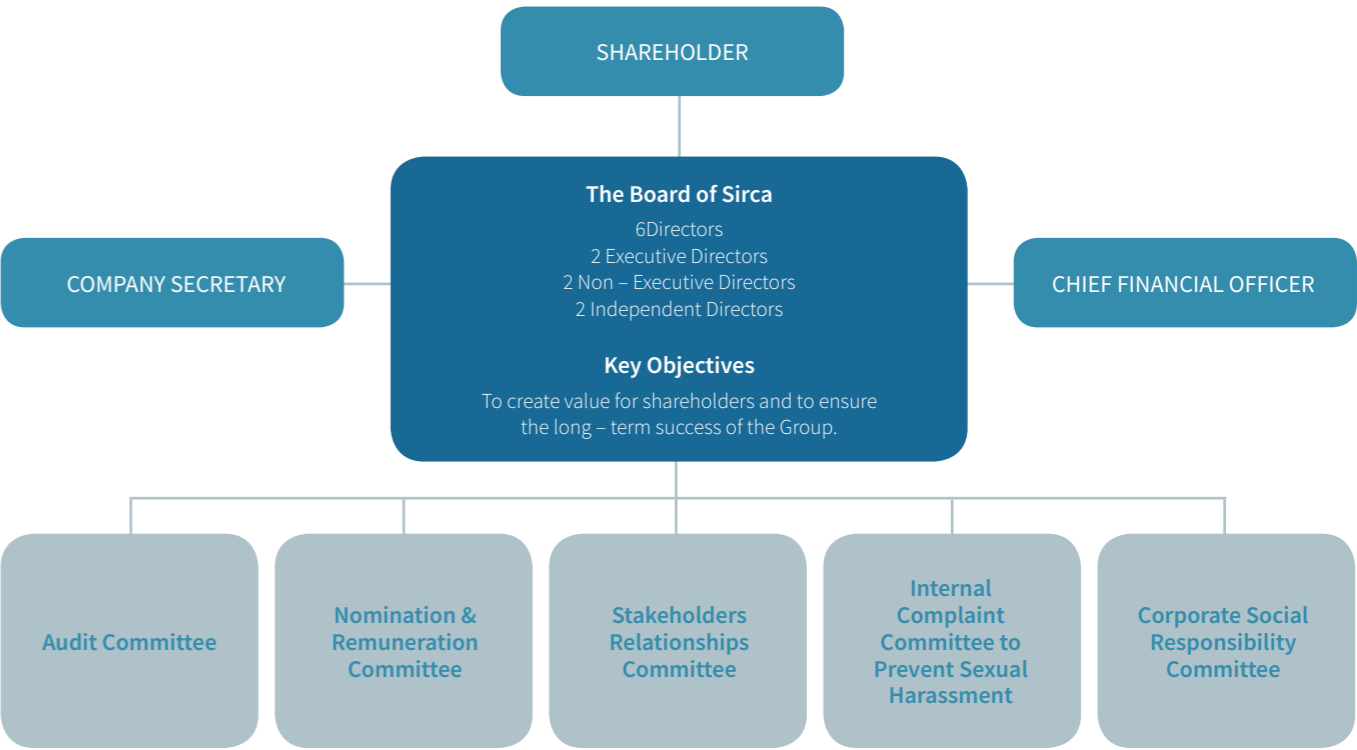 SHAREHOLDER
The Board of Sirca
6Directors
2 Executive Directors
2 Non – Executive Directors
2 Independent Directors
Key Objectives
To create value for shareholders and to ensure
the long – term success of the Group.
COMPANY SECRETARY
CHIEF FINANCIAL OFFICER
Audit Committee
Nomination &
Remuneration
Committee
Stakeholders
Relationships
Committee
Internal
Complaint
Committee to
Prevent Sexual
Harassment
Corporate Social
Responsibility
Committee